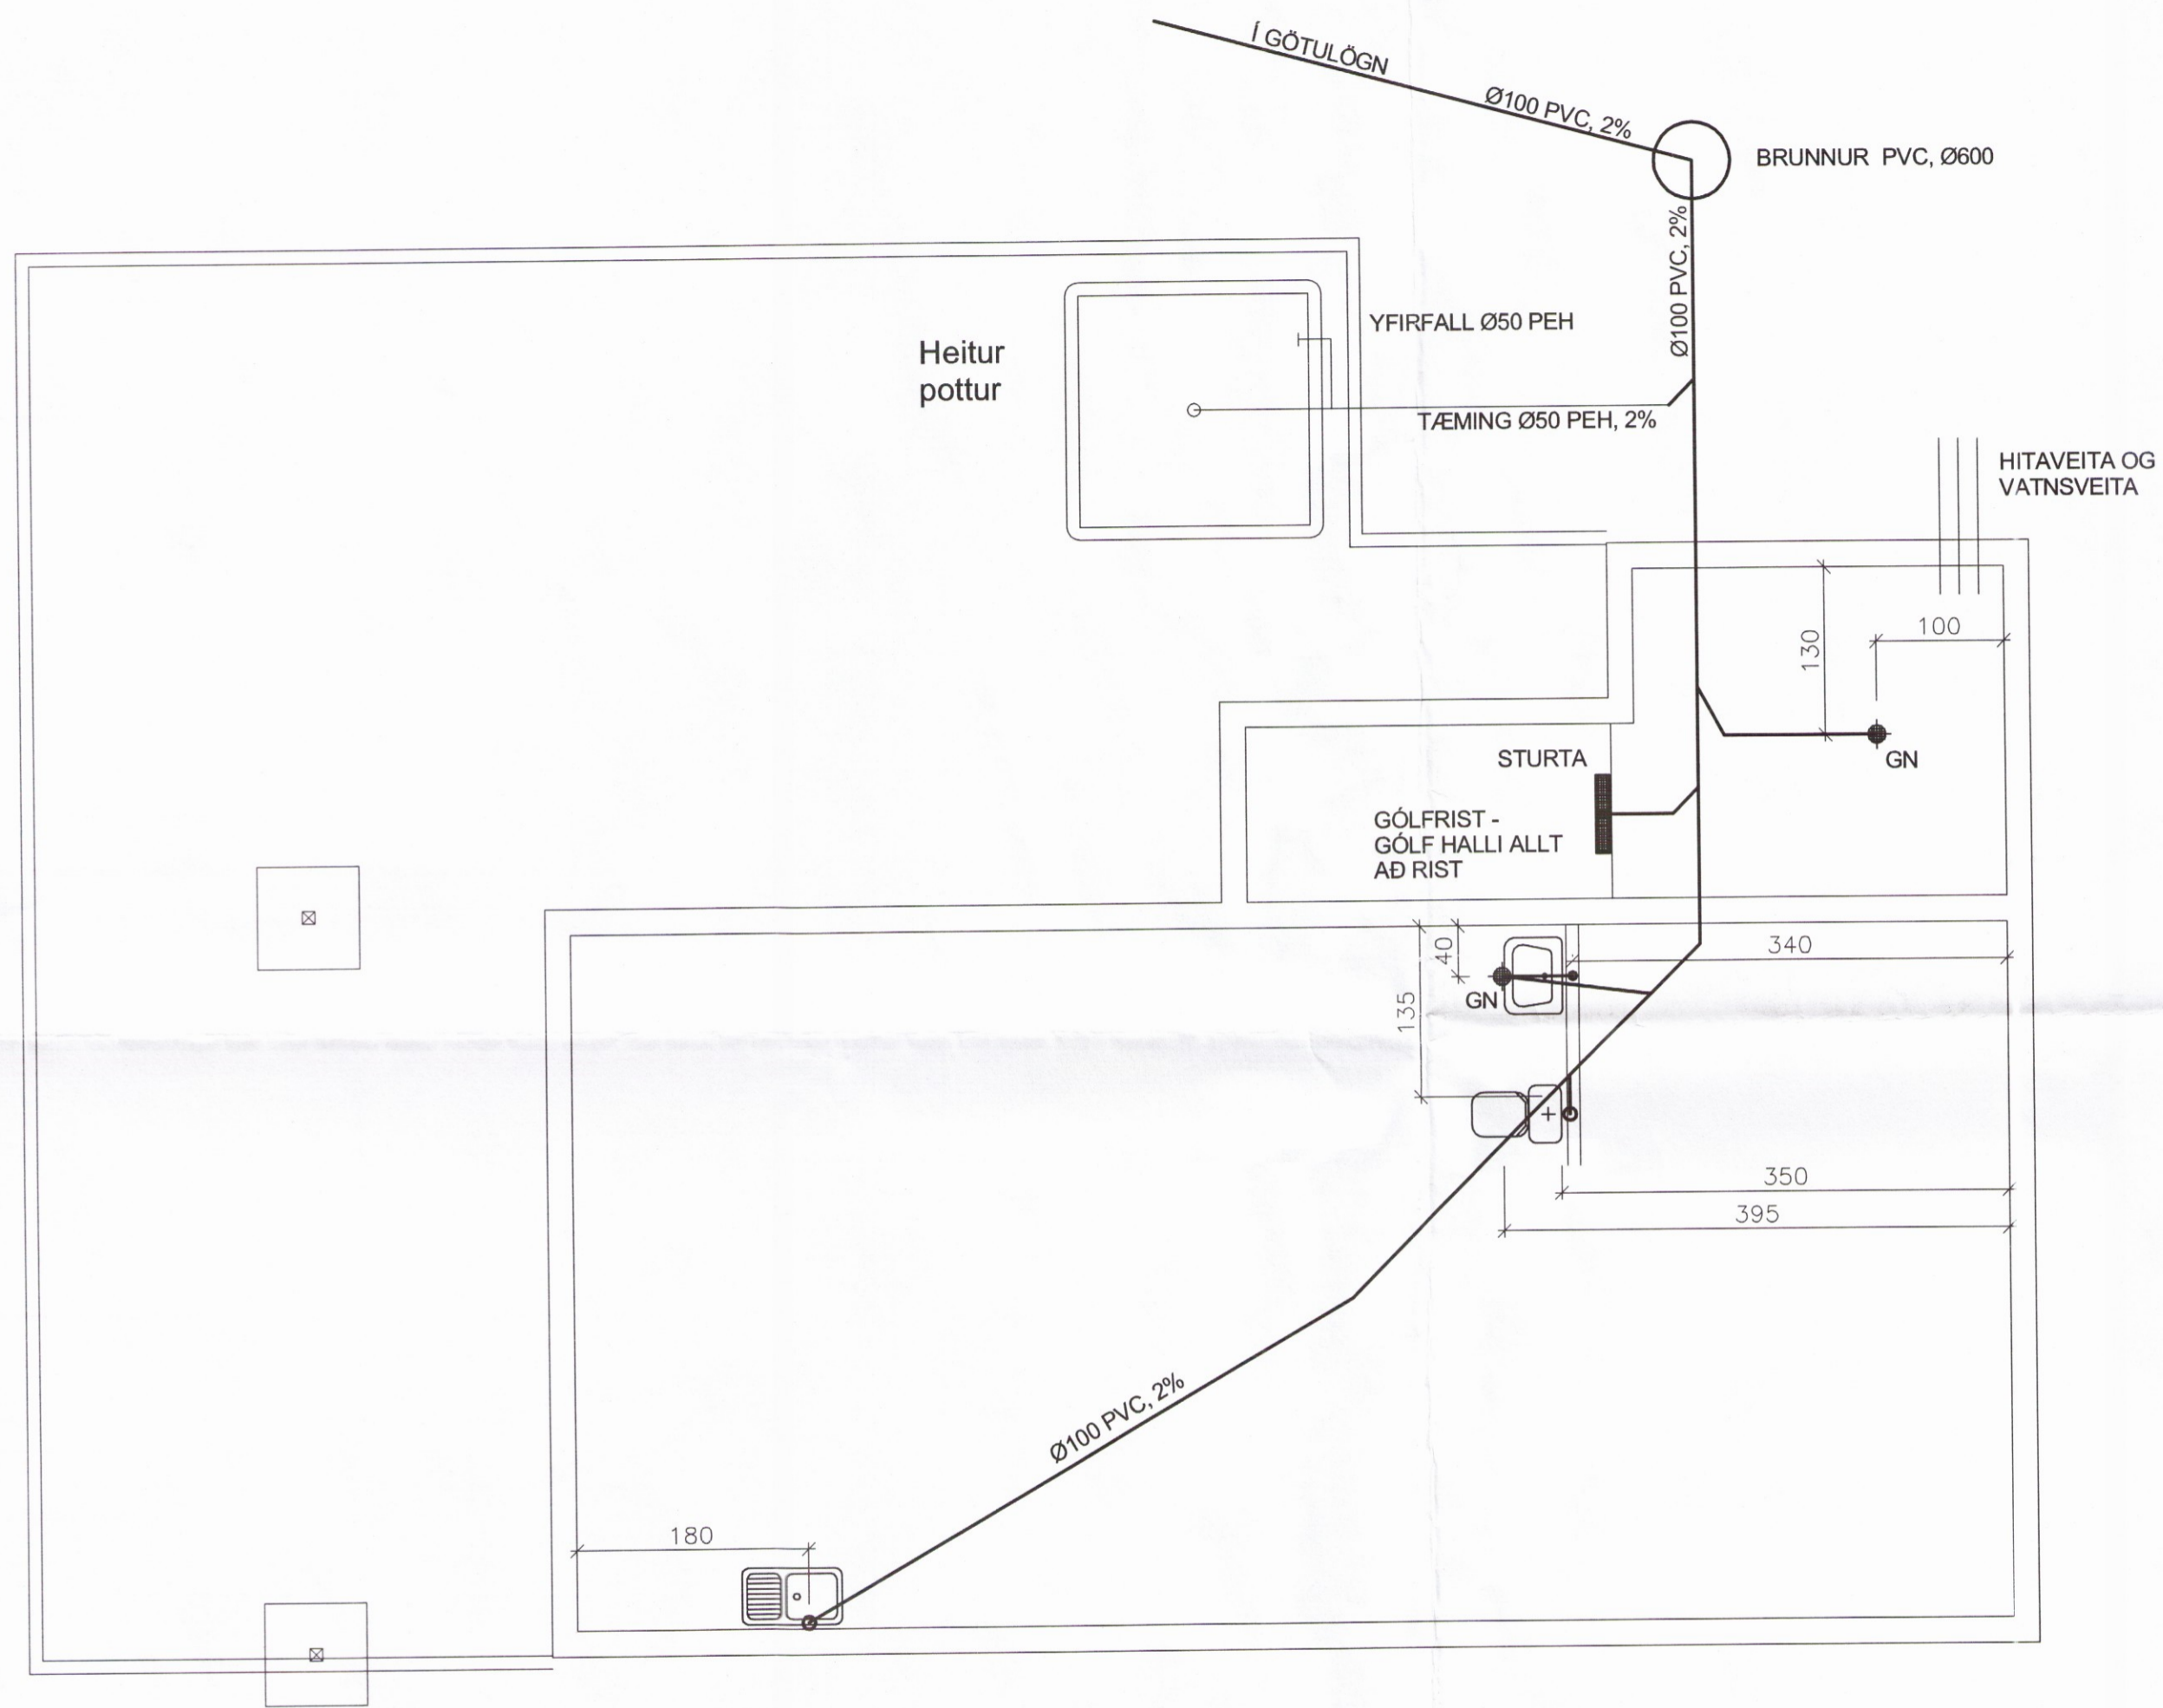 Í GÖTULÖGN
Ø100 PVC, 2%
BRUNNUR PVC, Ø600
Ø100 PVC, 2%
YFIRFALL Ø50 PEH
Heitur
pottur
TÆMING Ø50 PEH, 2%
HITAVEITA OG
VATNSVEITA
100
130
GN
STURTA
GÓLFRIST -
GÓLF HALLI ALLT
AÐ RIST
40
340
GN
135
350
395
Ø100 PVC, 2%
180